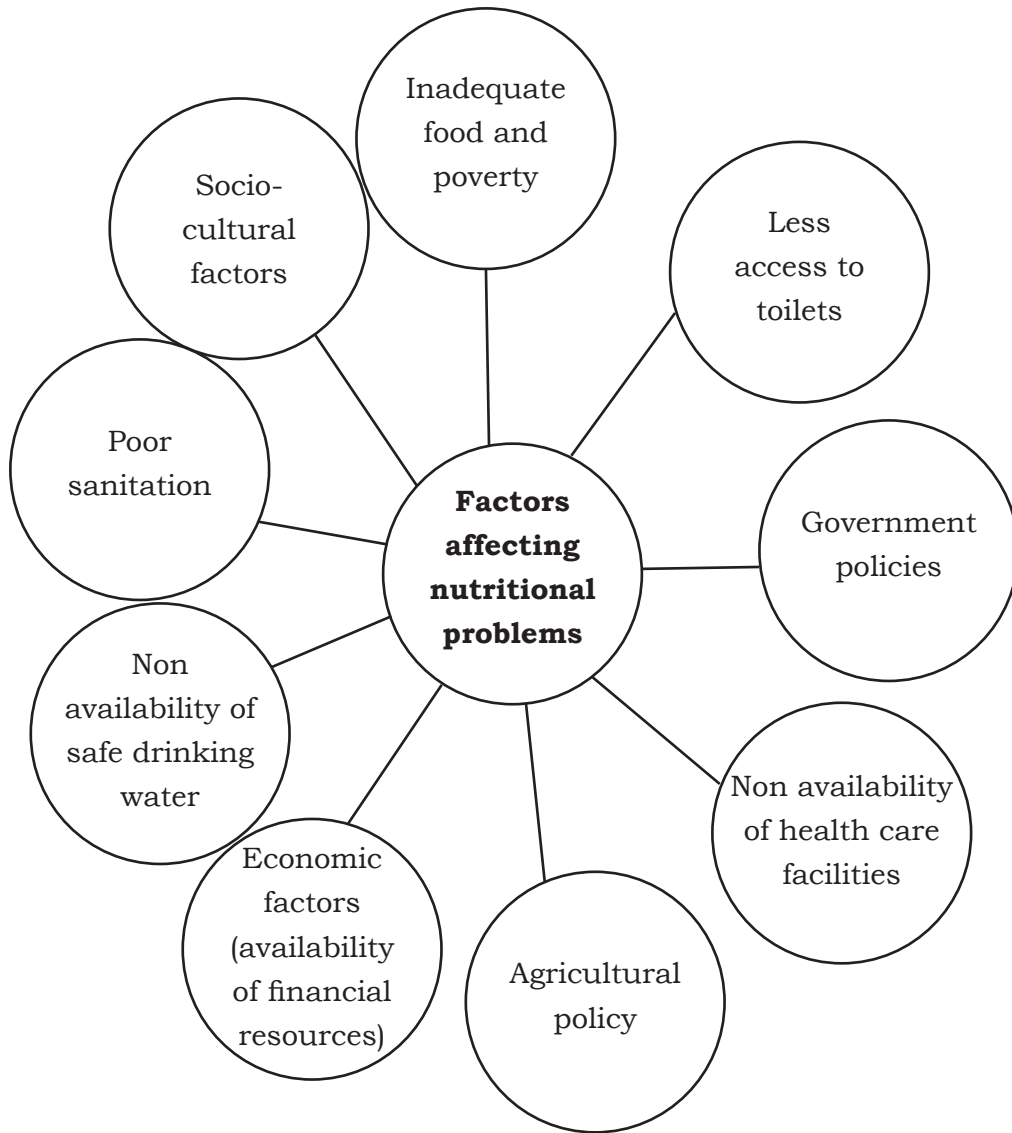 Inadequate
food and
poverty
Socio-
cultural
factors
Less
access to
toilets
Poor
sanitation
Factors
affecting
nutritional
problems
Government
policies
Non
availability of
safe drinking
water
Non availability
of health care
facilities
Economic
factors
(availability
of financial
resources)
Agricultural
policy